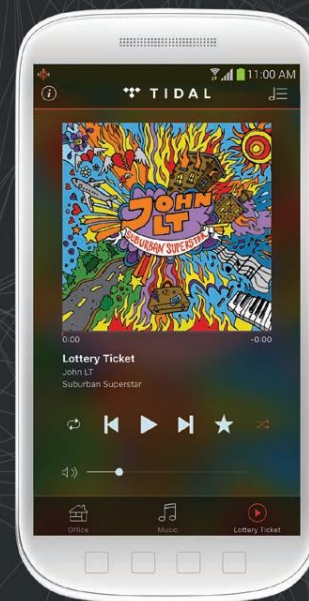 11:00 AM
TIDAL
JOHN
LT
SUBURBAN SUPERSTAR
0:00
-0:00
Lottery Ticket
John LT
Suburban Superstar
Office
Music
Lottery Ticket